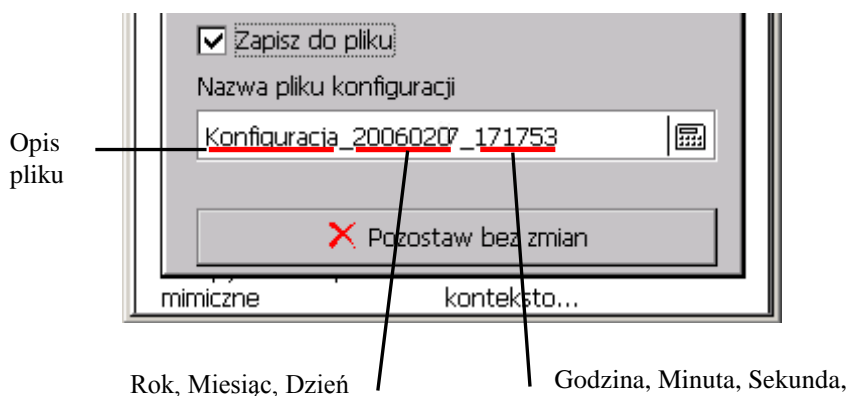 Zapisz do pliku
Nazwa pliku konfiguracji
Opis
pliku
Konfiguracja_20060207_171753
Pozostaw bez zmian
mimiczne
konteksto...
Rok, Miesiąc, Dzień
Godzina, Minuta, Sekunda,